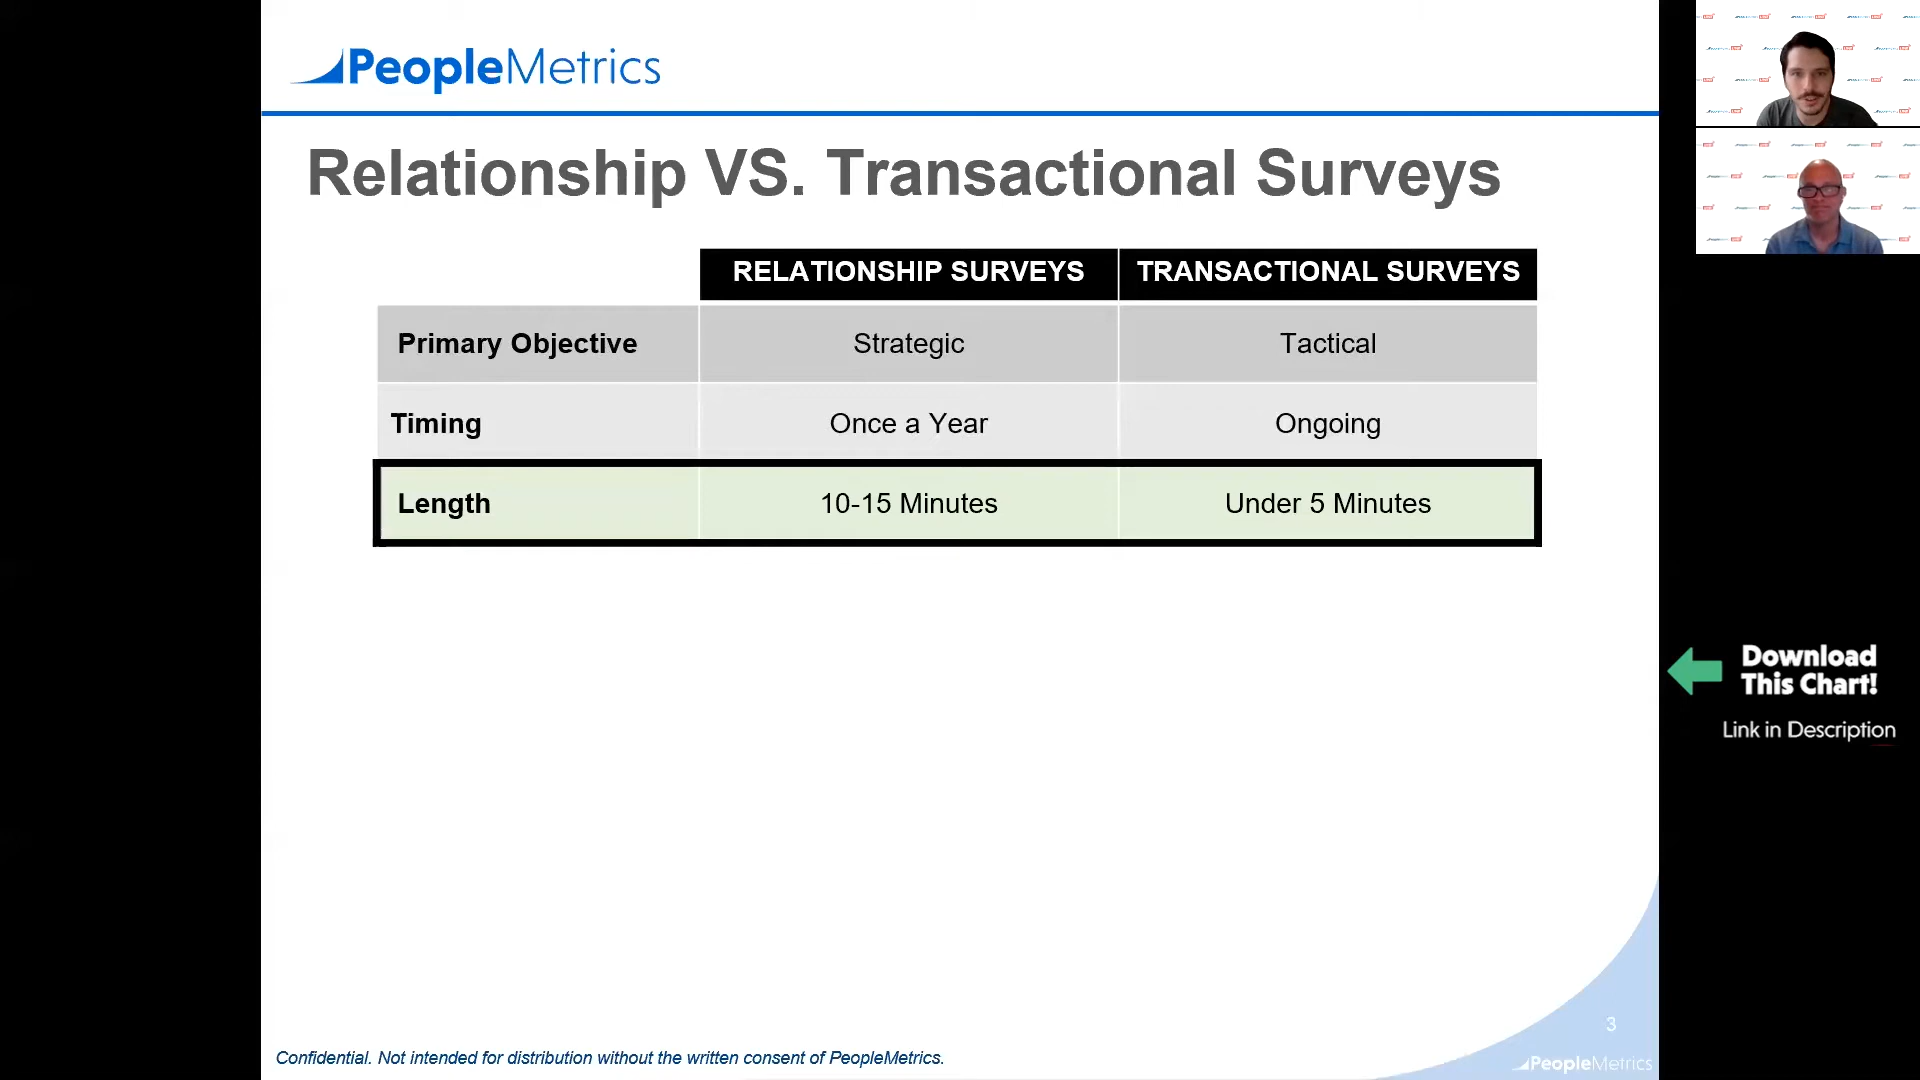 PeopleMetrics
Relationship VS. Transactional Surveys
RELATIONSHIP SURVEYS TRANSACTIONAL SURVEYS
Primary Objective Strategic Tactical
Timing Once a Year Ongoing
Length 10-15 Minutes Under 5 Minutes
Download
This Chart!
Link in Description
3
Confidential. Not intended for distribution without the written consent of PeopleMetrics.
PeopleMetrics